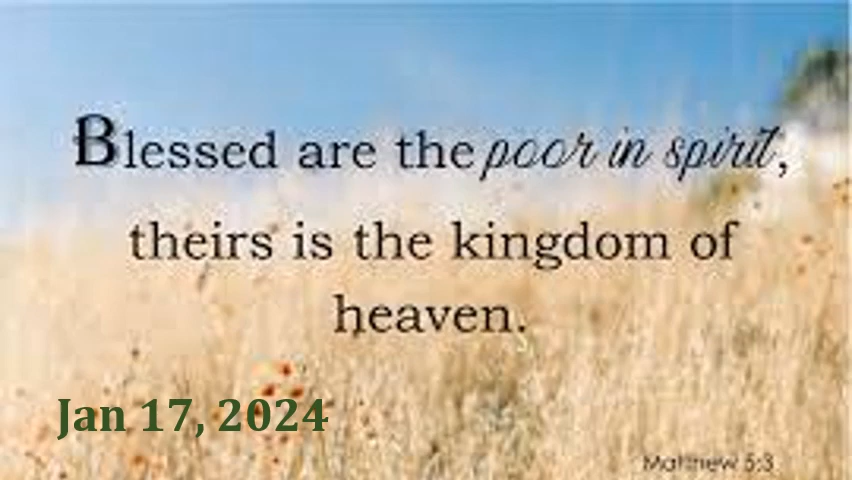 Blessed are the poor in spirit,
theirs is the kingdom of
heaven.
Jan 17, 2024
Matthew 5:3